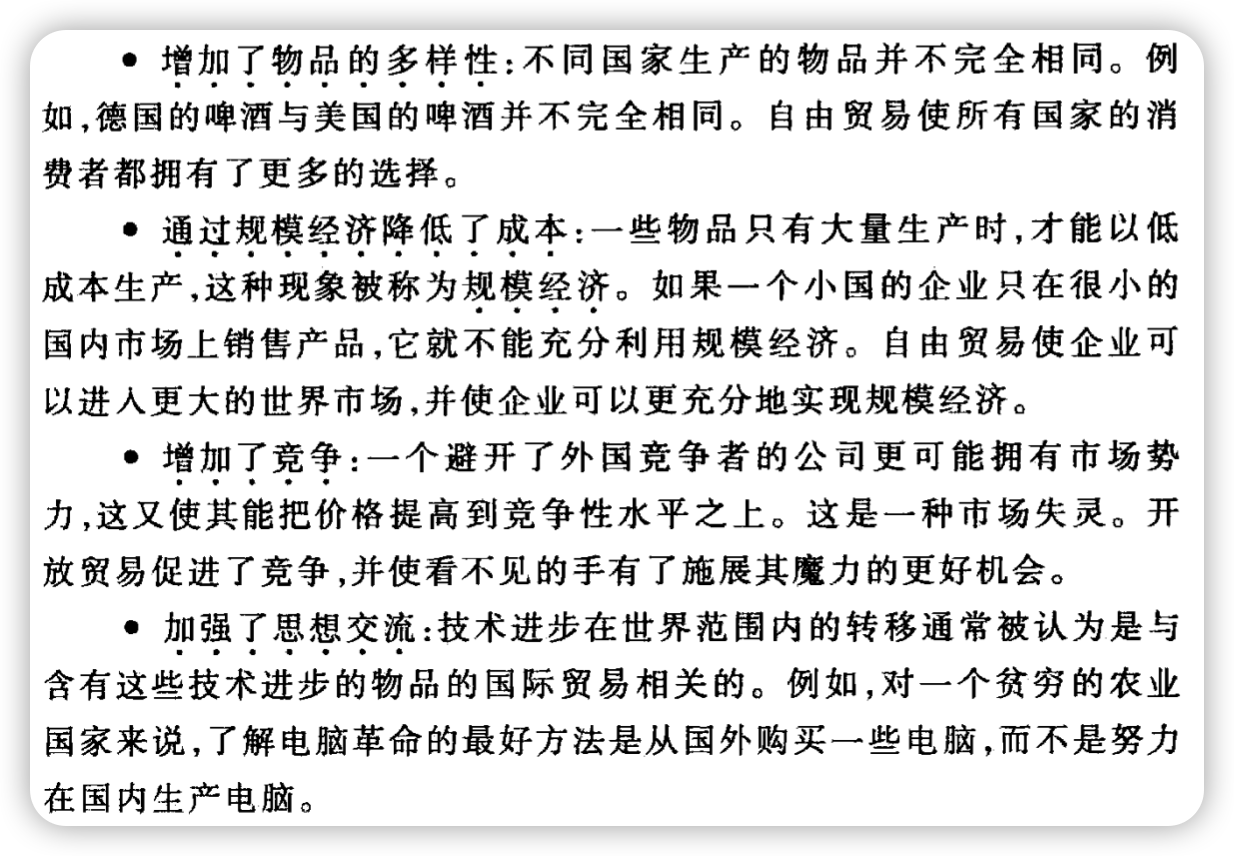 • 增加了物品的多样性:不同国家生产的物品并不完全相同。例
如,德国的啤酒与美国的啤酒并不完全相同。自由贸易使所有国家的消
费者都拥有了更多的选择。
• 通过规模经济降低了成本:一些物品只有大量生产时,才能以低
成本生产,这种现象被称为规模经济。如果一个小国的企业只在很小的
国内市场上销售产品,它就不能充分利用规模经济。自由贸易使企业可
以进入更大的世界市场,并使企业可以更充分地实现规模经济。
• 增加了竞争:一个避开了外国竞争者的公司更可能拥有市场势
力,这又使其能把价格提高到竞争性水平之上。这是一种市场失灵。开
放贸易促进了竞争,并使看不见的手有了施展其魔力的更好机会。
• 加强了思想交流:技术进步在世界范围内的转移通常被认为是与
含有这些技术进步的物品的国际贸易相关的。例如,对一个贫穷的农业
国家来说,了解电脑革命的最好方法是从国外购买一些电脑,而不是努力
在国内生产电脑。